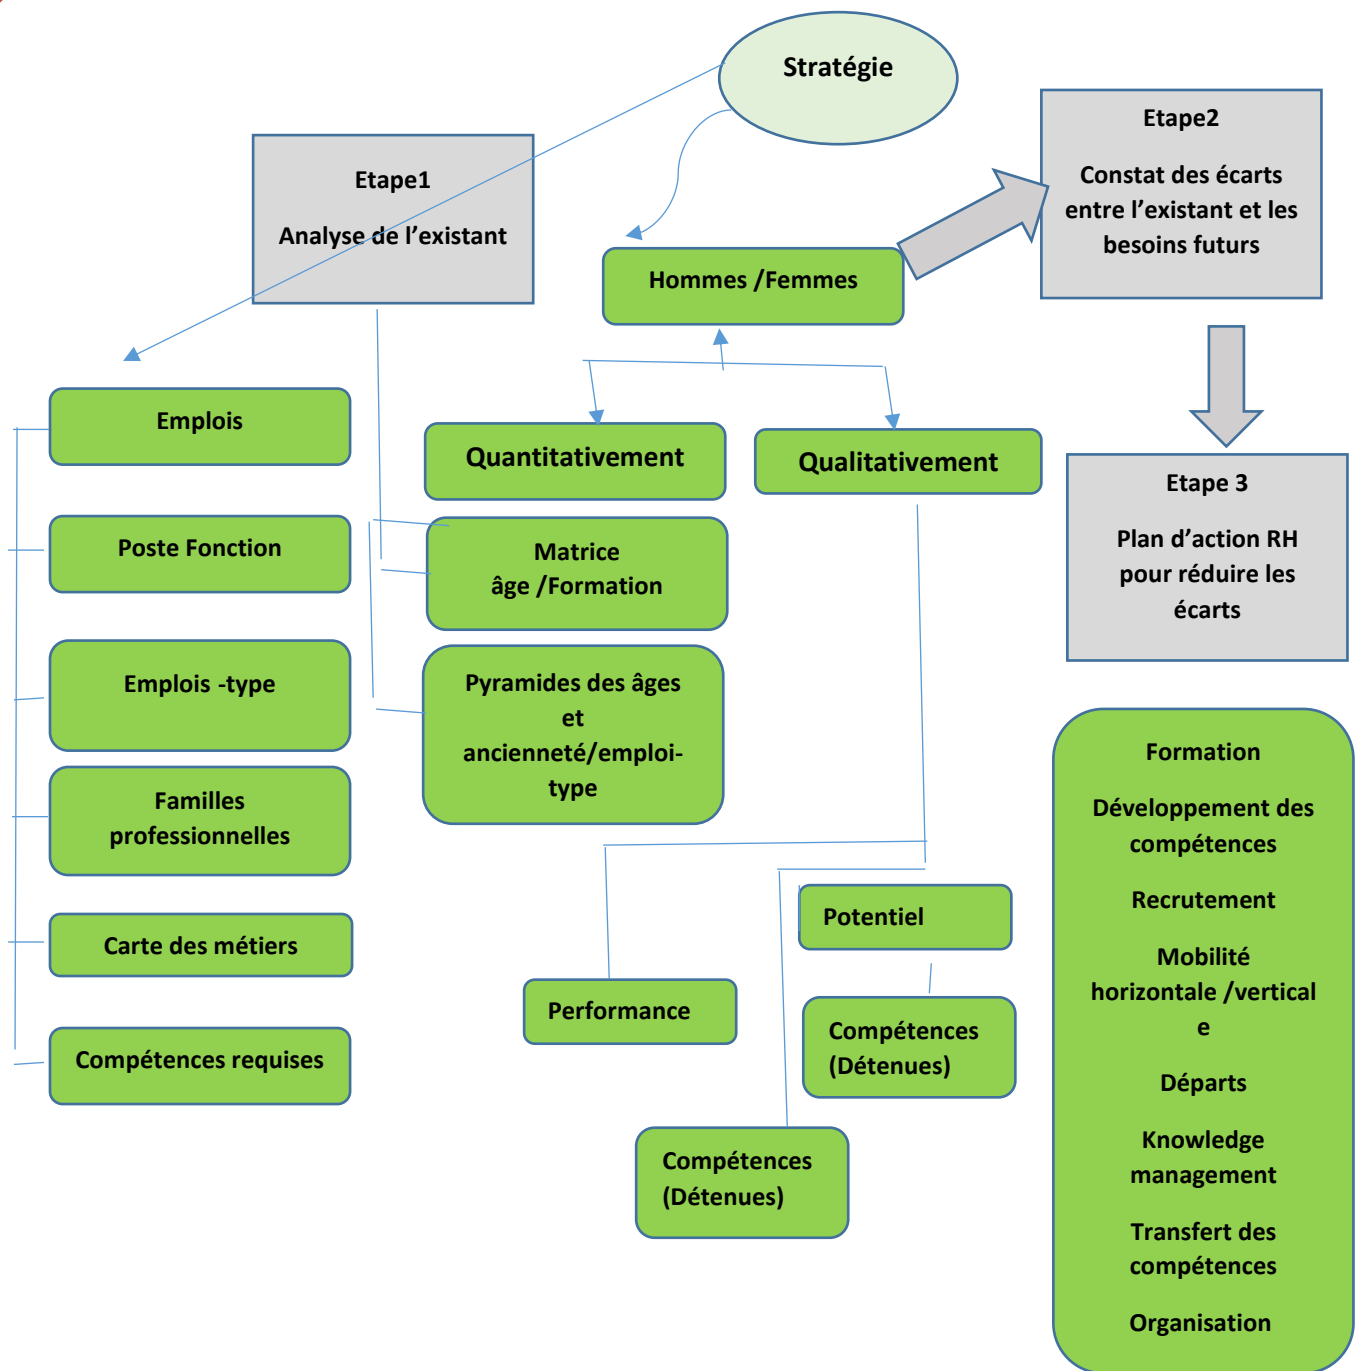 Stratégie
Etape1
Analyse de l’existant
Etape2
Constat des écarts
entre l’existant et les
besoins futurs
Hommes /Femmes
Emplois
Quantitativement
Qualitativement
Etape 3
Plan d’action RH
pour réduire les
écarts
Poste Fonction
Matrice
âge /Formation
Emplois -type
Pyramides des âges
et
ancienneté/emploi-
type
Familles
professionnelles
Carte des métiers
Compétences requises
Potentiel
Performance
Compétences
(Détenues)
Compétences
(Détenues)
Formation
Développement des
compétences
Recrutement
Mobilité
horizontale /vertical
e
Départs
Knowledge
management
Transfert des
compétences
Organisation